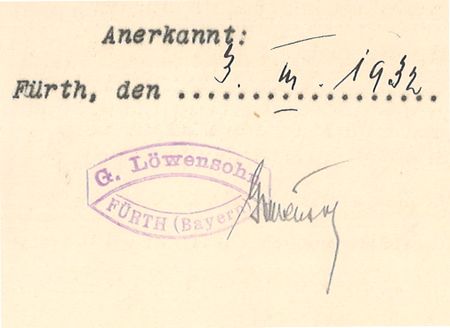 Anerkannt:
Fürth, den 3. III. 1932
G. Löwensohn
FÜRTH (Bayern)